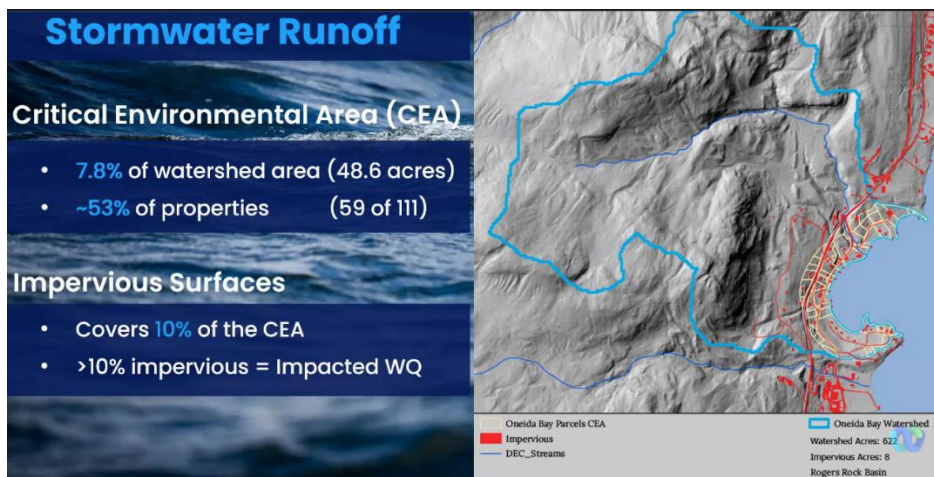 Stormwater Runoff
Critical Environmental Area (CEA)
• 7.8% of watershed area (48.6 acres)
• ~53% of properties (59 of 111)
Impervious Surfaces
• Covers 10% of the CEA
• >10% impervious = Impacted WQ
Oneida Bay Parcels CEA
Impervious
DEC_Streams
Oneida Bay Watershed
Watershed Acres: 622
Impervious Acres: 8
Rogers Rock Basin